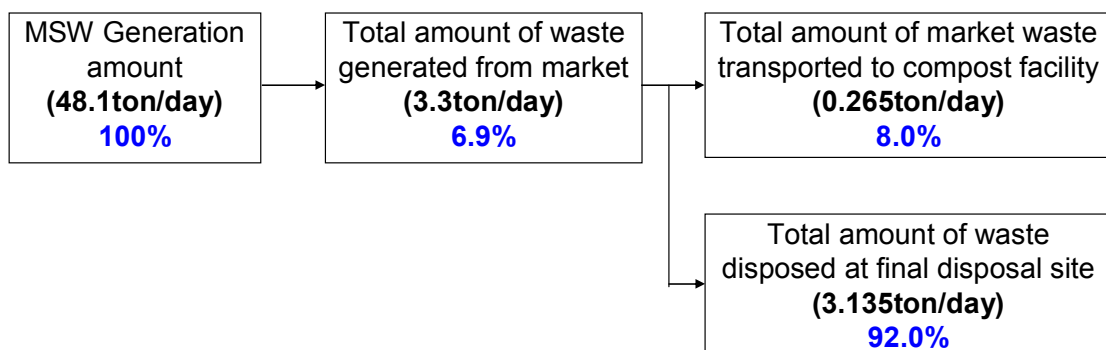 MSW Generation
amount
(48.1ton/day)
100%
Total amount of waste
generated from market
(3.3ton/day)
6.9%
Total amount of market waste
transported to compost facility
(0.265ton/day)
8.0%
Total amount of waste
disposed at final disposal site
(3.135ton/day)
92.0%